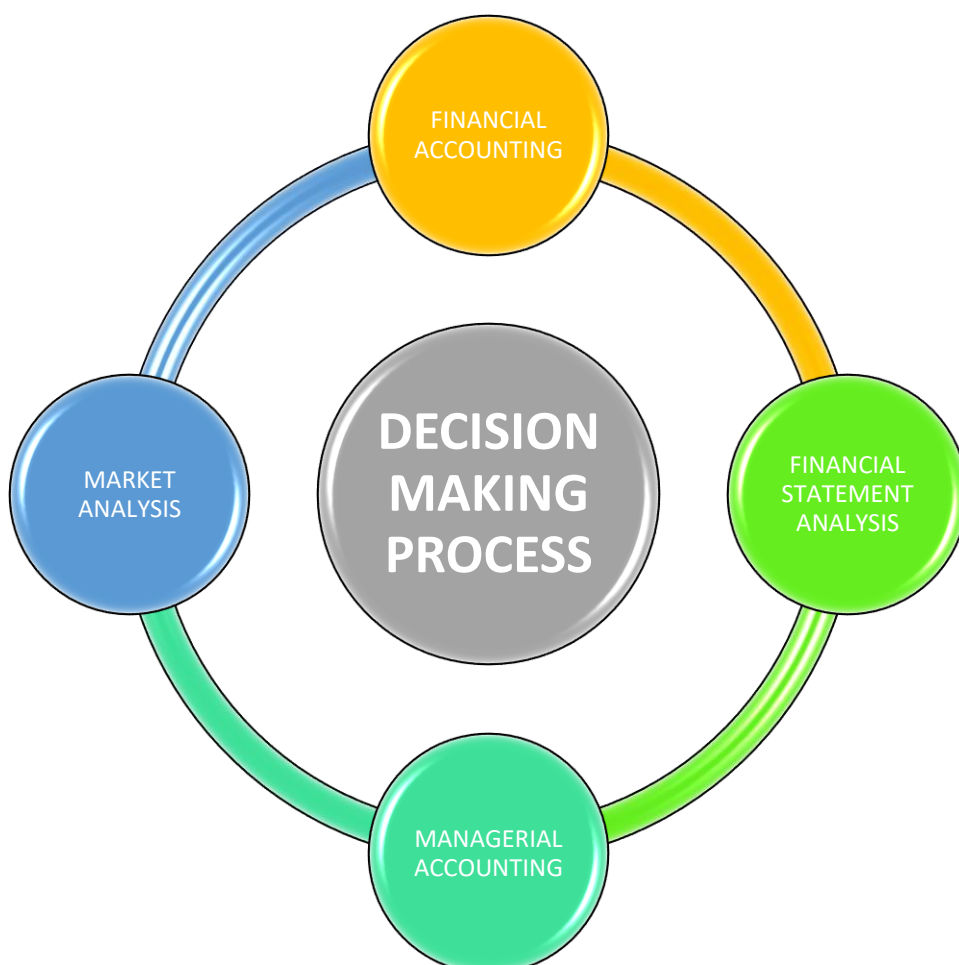 FINANCIAL
ACCOUNTING
MARKET
ANALYSIS
DECISION
MAKING
PROCESS
FINANCIAL
STATEMENT
ANALYSIS
MANAGERIAL
ACCOUNTING